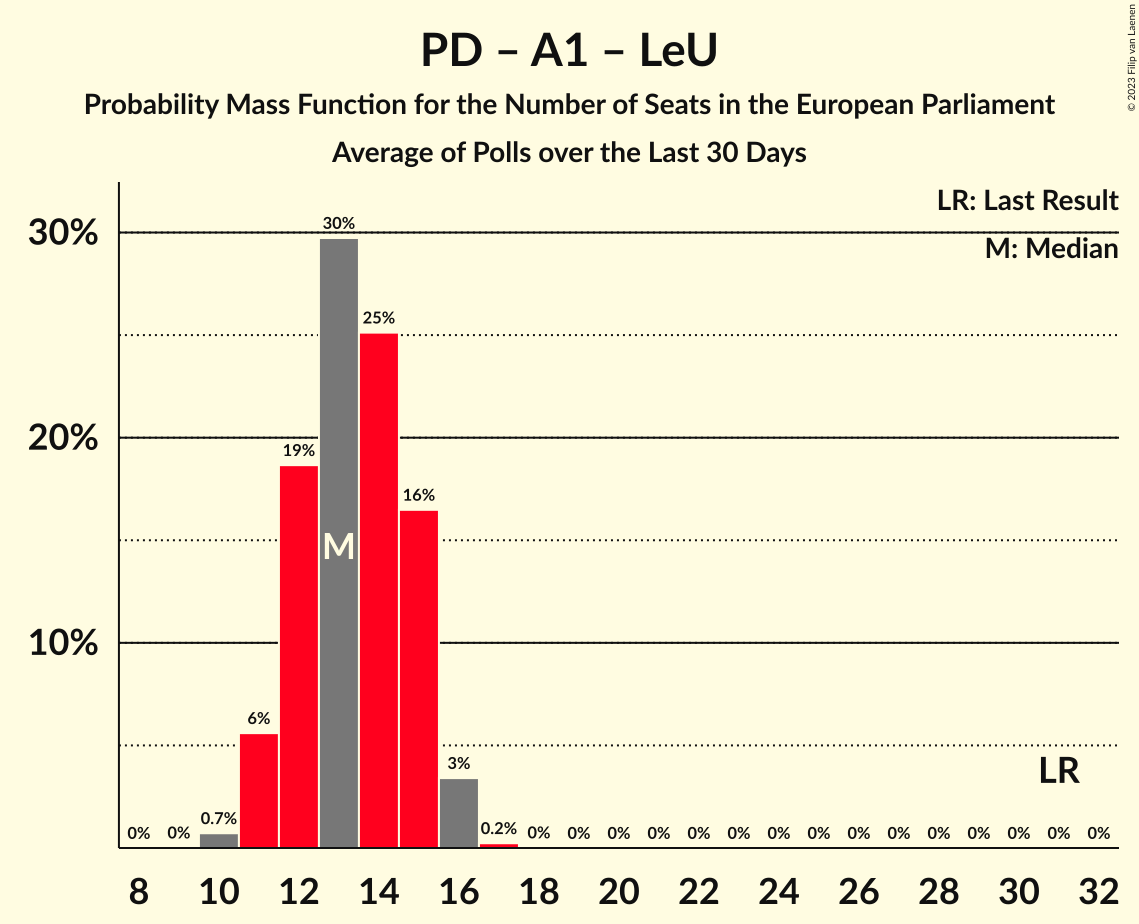 PD – A1 – LeU
Probability Mass Function for the Number of Seats in the European Parliament
Average of Polls over the Last 30 Days
© 2023 Filip van Laenen
LR: Last Result
M: Median
30%
20%
10%
0% 0% 0.7% 6% 19% 30% 25% 16% 3% 0.2% 0% 0% 0% 0% 0% 0% 0% 0% 0% 0% 0% 0% 0% 0% 0%
M
LR
8 10 12 14 16 18 20 22 24 26 28 30 32